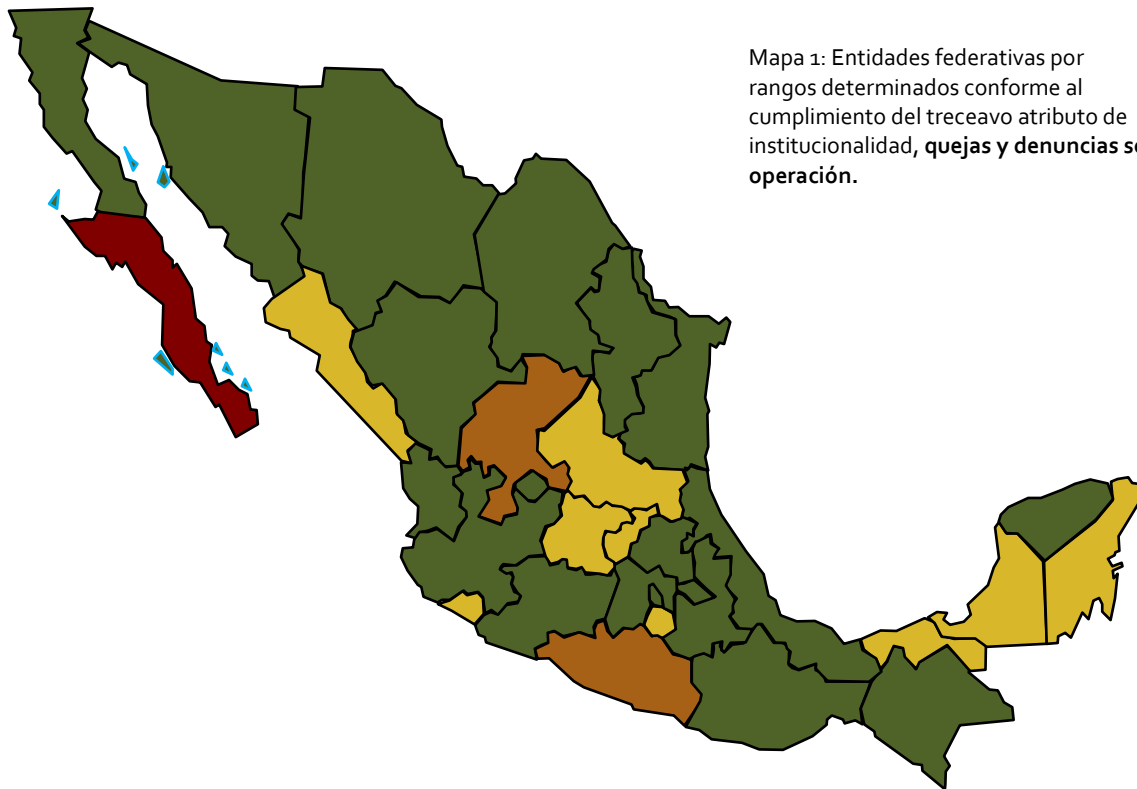 Mapa 1: Entidades federativas por
rangos determinados conforme al
cumplimiento del treceavo atributo de
institucionalidad, quejas y denuncias
operación.